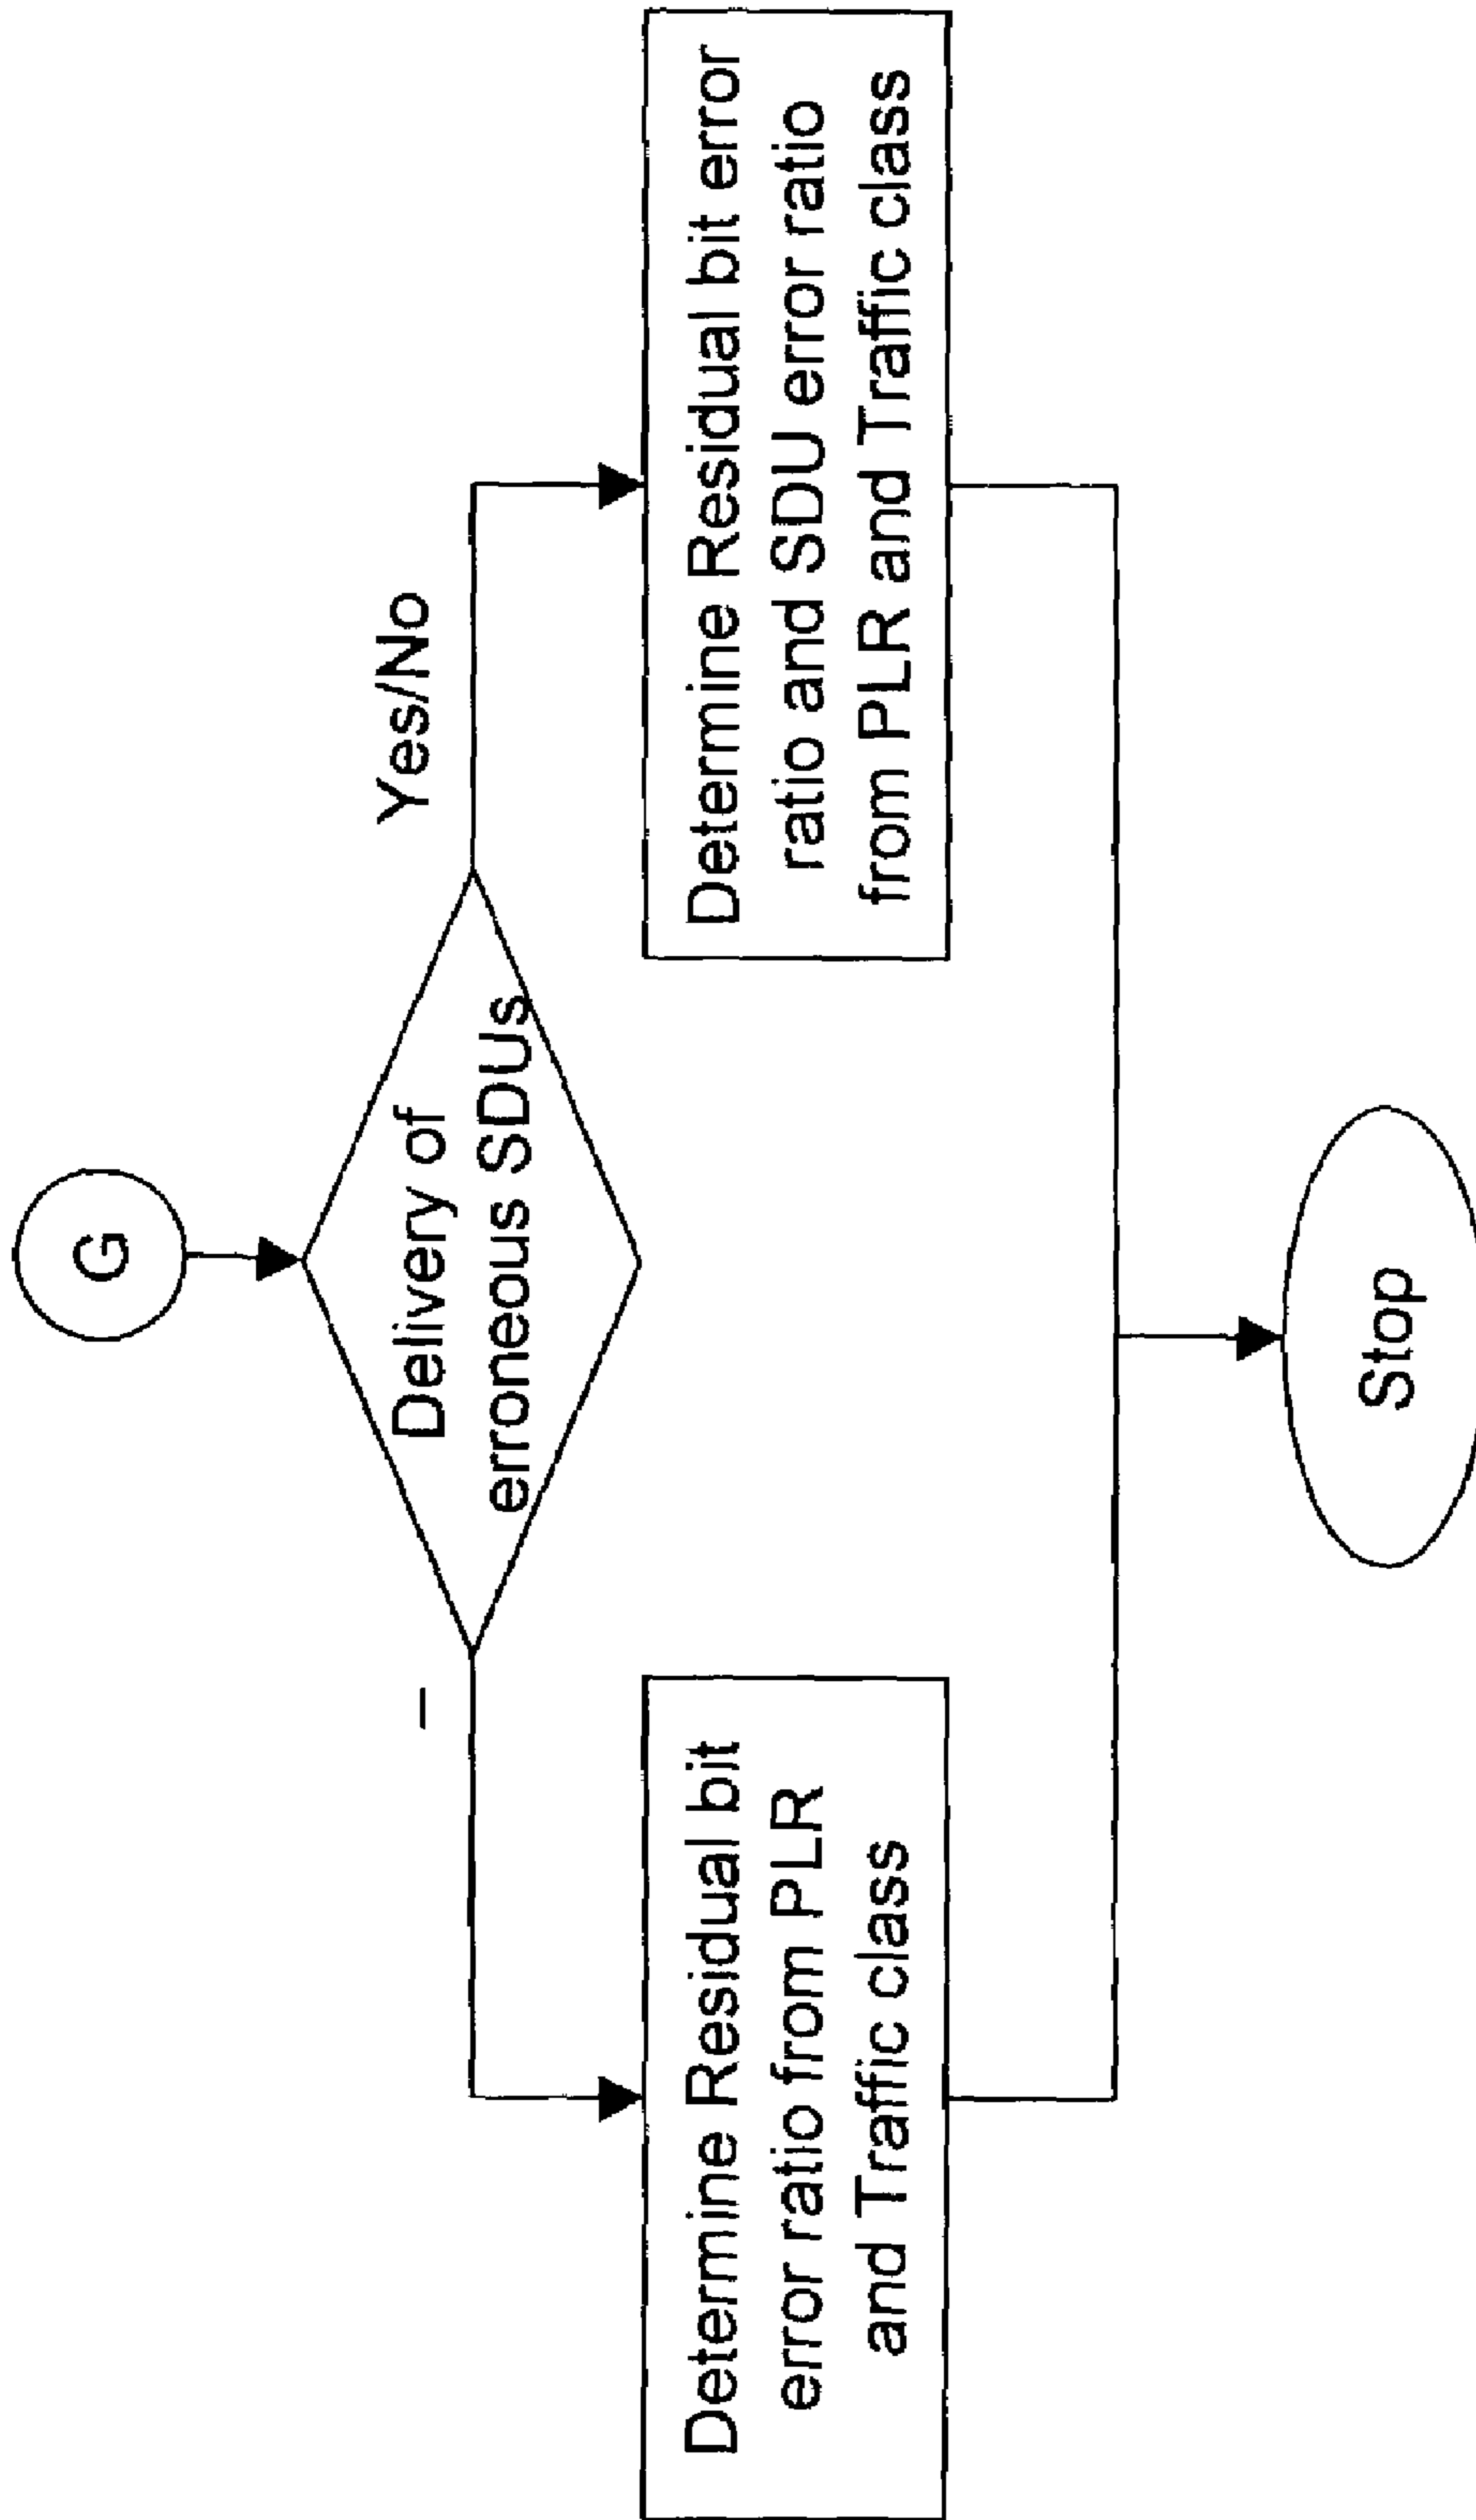 G
Delivery of
erroneous SDUs
–
Yes/No
Determine Residual bit
error ratio from PLR
and Traffic class
Determine Residual bit error
ratio and SDU error ratio
from PLR and Traffic class
Stop